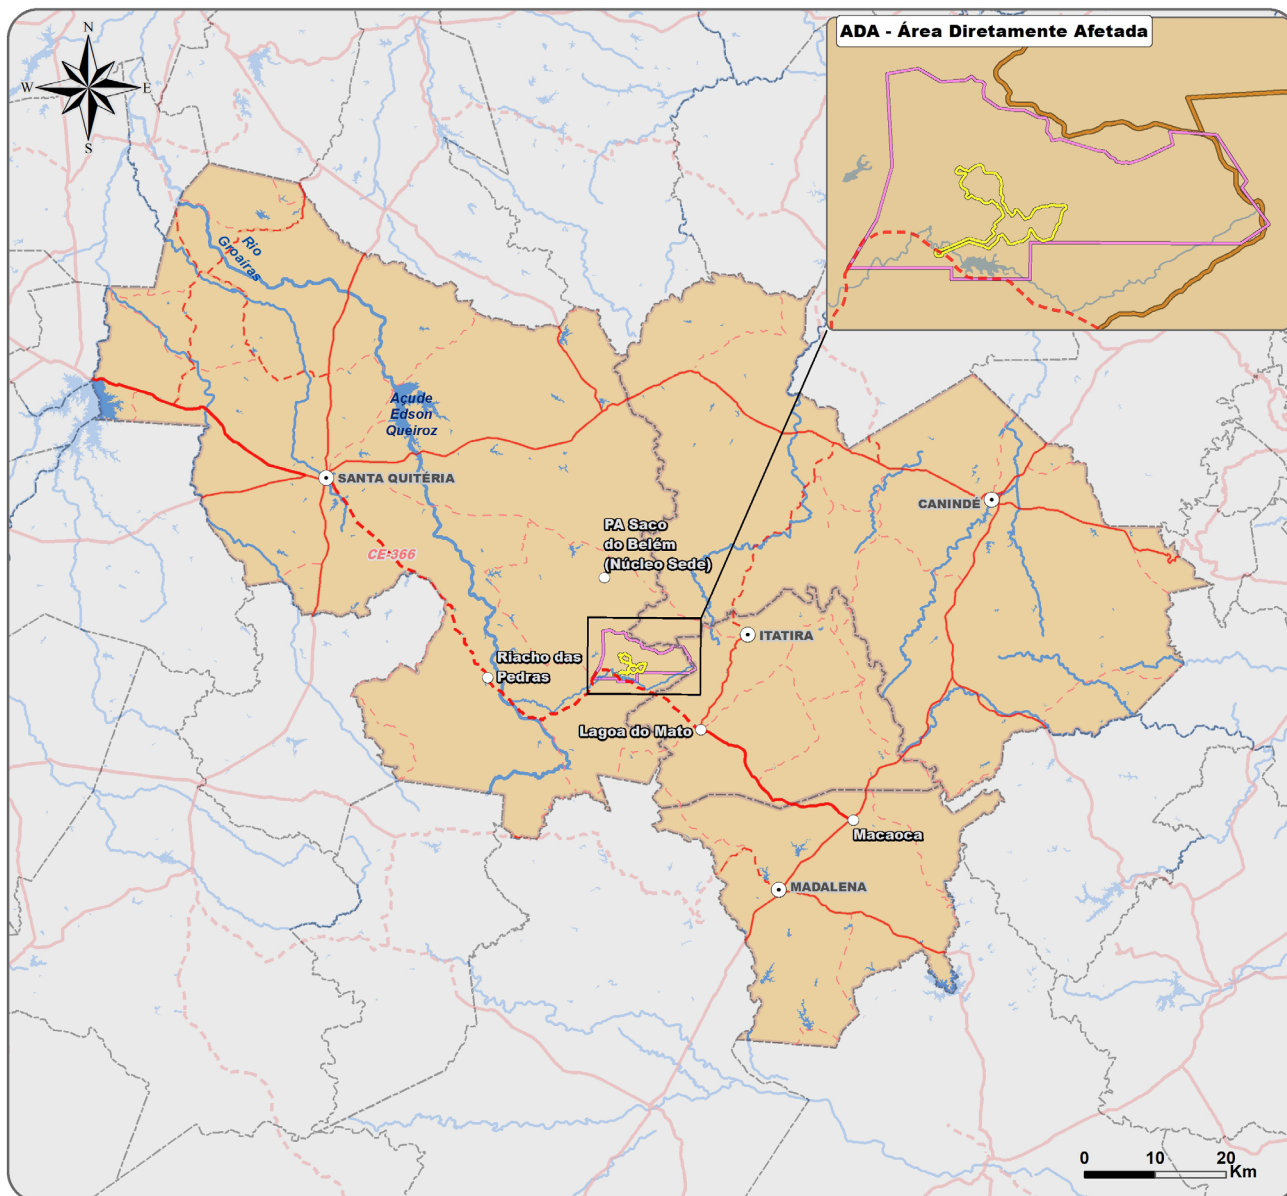 ADA - Área Diretamente Afetada
N
W
E
S
Rio
Groaíras
Açude
Edson
Queiroz
SANTA QUITÉRIA
CANINDÉ
PA Saco
do Belém
(Núcleo Sede)
CE-366
ITATIRA
Riacho das
Pedras
Lagoa do Mato
Macaoca
MADALENA
0 10 20
Km